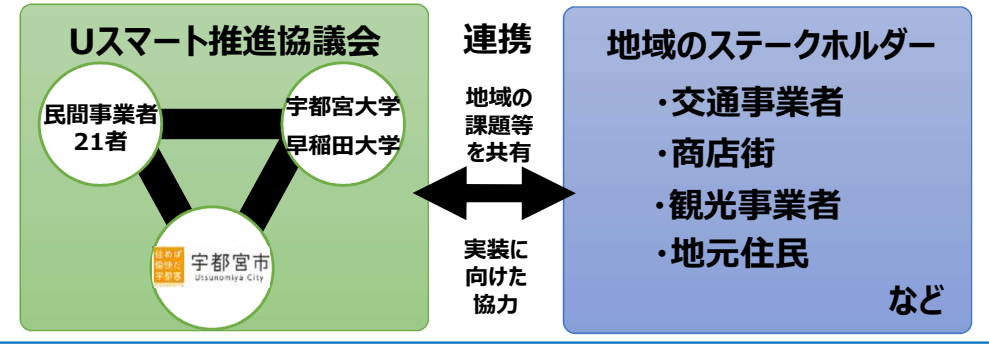 Uスマート推進協議会
民間事業者
21者
宇都宮大学
早稲田大学
住めば
愉快だ
宇都宮
宇都宮市
Utsunomiya City
連携
地域の
課題等
を共有
実装に
向けた
協力
地域のステークホルダー
・交通事業者
・商店街
・観光事業者
・地元住民
など